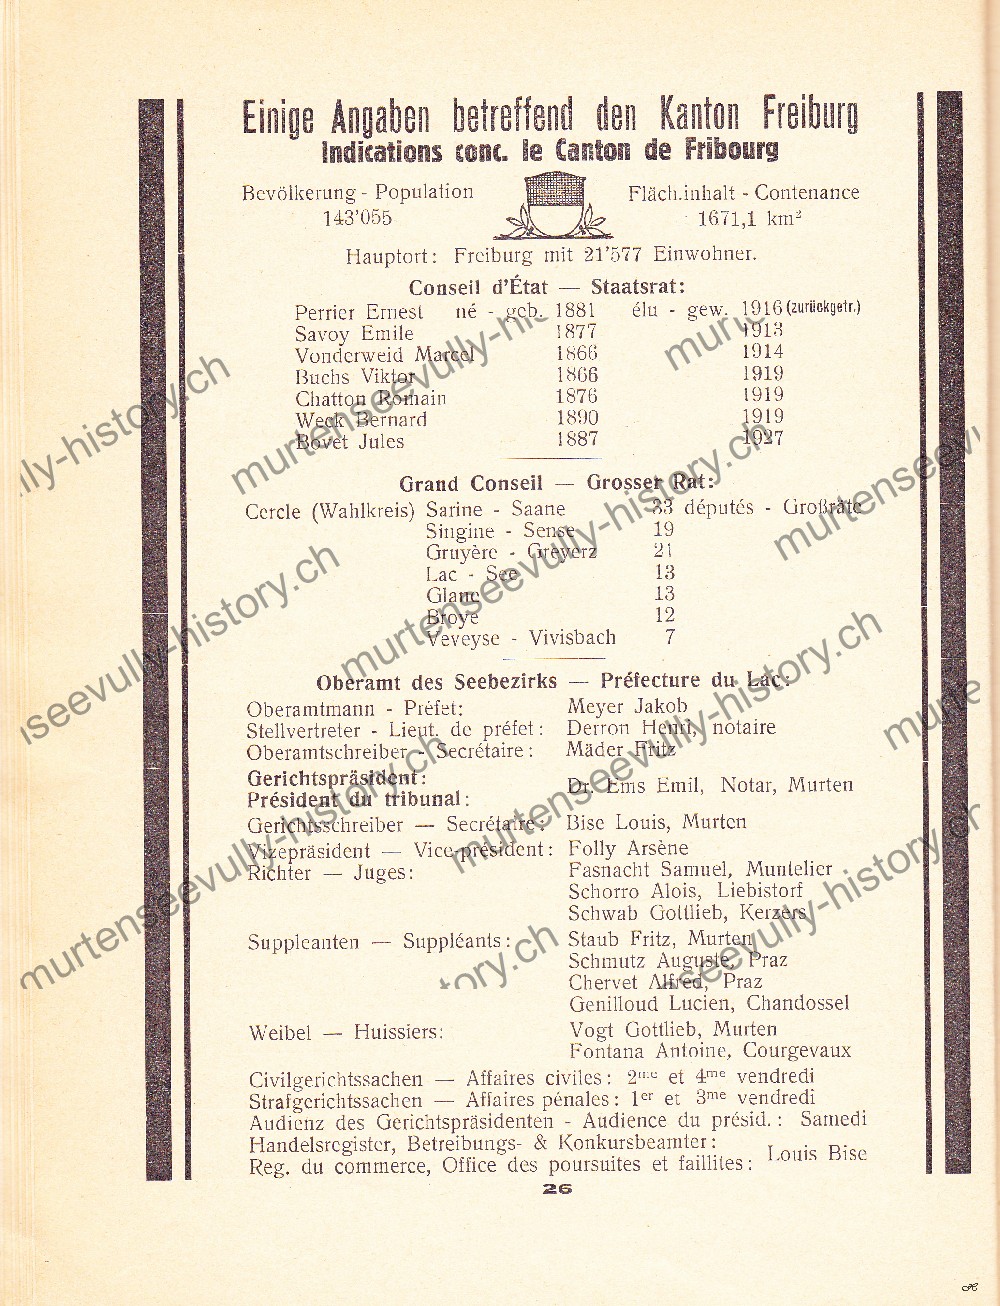 Einige Angaben betreffend den Kanton Freiburg
Indications conc. le Canton de Fribourg
Bevölkerung - Population
143'055
Fläch.inhalt - Contenance
1671,1 km²
Hauptort: Freiburg mit 21'577 Einwohner.
Conseil d'État — Staatsrat:
Perrier Ernest né - geb. 1881 élu - gew. 1916 (zurückgetr.)
Savoy Emile 1877 1913
Vonderweid Marcel 1866 1914
Buchs Viktor 1866 1919
Chatton Romain 1876 1919
Weck Bernard 1890 1919
Bovet Jules 1887 1927
Grand Conseil — Grosser Rat:
Cercle (Wahlkreis) Sarine - Saane 33 députés - Großräte
Singine - Sense 19
Gruyère - Greyerz 21
Lac - See 13
Glane 13
Broye 12
Veveyse - Vivisbach 7
Oberamt des Seebezirks — Préfecture du Lac:
Oberamtmann - Préfet: Meyer Jakob
Stellvertreter - Lieut. de préfet: Derron Henri, notaire
Oberamtschreiber - Secrétaire: Mäder Fritz
Gerichtspräsident:
Président du tribunal: Dr. Ems Emil, Notar, Murten
Gerichtsschreiber — Secrétaire: Bise Louis, Murten
Vizepräsident — Vice-président: Folly Arsène
Richter — Juges: Fasnacht Samuel, Muntelier
Schorro Alois, Liebistorf
Schwab Gottlieb, Kerzers
Suppleanten — Suppléants: Staub Fritz, Murten
Schmutz Auguste, Praz
Chervet Alfred, Praz
Genilloud Lucien, Chandossel
Weibel — Huissiers: Vogt Gottlieb, Murten
Fontana Antoine, Courgevaux
Civilgerichtssachen — Affaires civiles: 2me et 4me vendredi
Strafgerichtssachen — Affaires pénales: 1er et 3me vendredi
Audienz des Gerichtspräsidenten - Audience du présid.: Samedi
Handelsregister, Betreibungs- & Konkursbeamter:
Reg. du commerce, Office des poursuites et faillites: Louis Bise
26
murtenseevully-history.ch